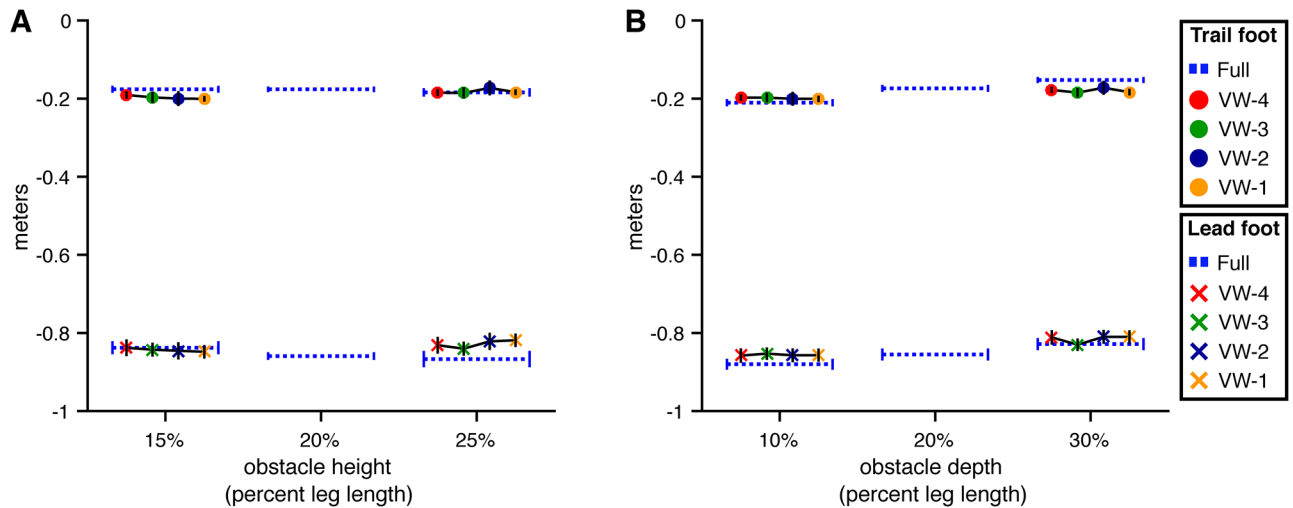 A
0
-0.2
-0.4
-0.6
-0.8
-1
meters
15%
20%
25%
obstacle height
(percent leg length)
B
0
-0.2
-0.4
-0.6
-0.8
-1
meters
10%
20%
30%
obstacle depth
(percent leg length)
Trail foot
Full
VW-4
VW-3
VW-2
VW-1
Lead foot
Full
VW-4
VW-3
VW-2
VW-1